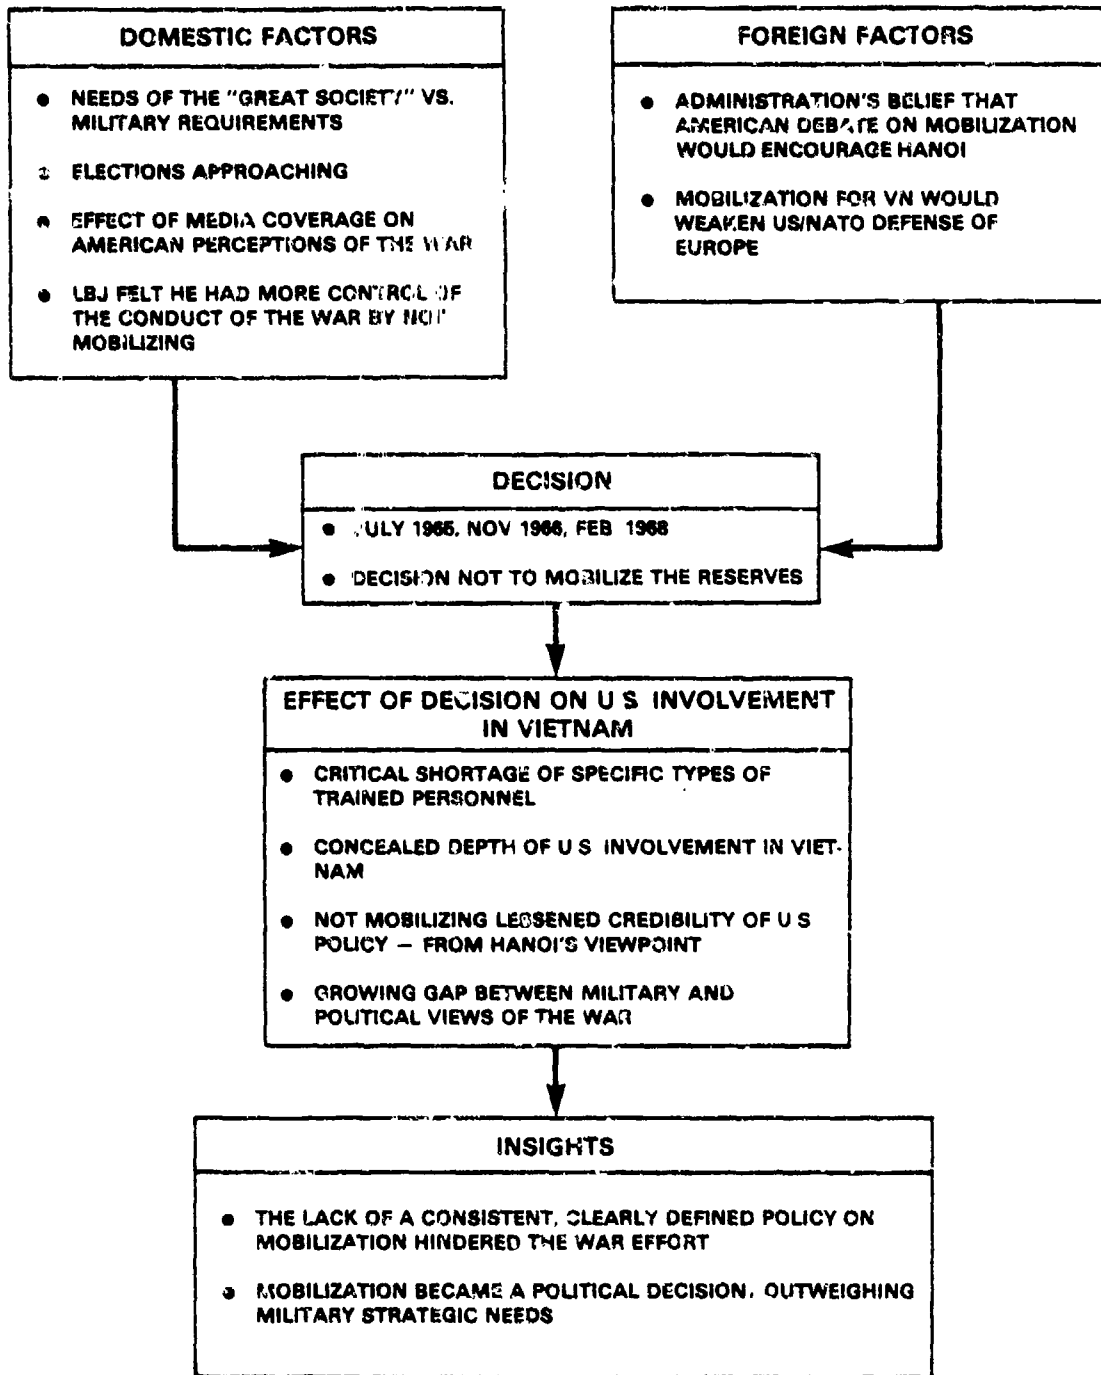 DOMESTIC FACTORS
● NEEDS OF THE "GREAT SOCIETY" VS.
MILITARY REQUIREMENTS
● ELECTIONS APPROACHING
● EFFECT OF MEDIA COVERAGE ON
AMERICAN PERCEPTIONS OF THE WAR
● LBJ FELT HE HAD MORE CONTROL OF
THE CONDUCT OF THE WAR BY NOT
MOBILIZING
FOREIGN FACTORS
● ADMINISTRATION'S BELIEF THAT
AMERICAN DEBATE ON MOBILIZATION
WOULD ENCOURAGE HANOI
● MOBILIZATION FOR VN WOULD
WEAKEN US/NATO DEFENSE OF
EUROPE
DECISION
● JULY 1965, NOV 1966, FEB 1968
● DECISION NOT TO MOBILIZE THE RESERVES
EFFECT OF DECISION ON U S INVOLVEMENT
IN VIETNAM
● CRITICAL SHORTAGE OF SPECIFIC TYPES OF
TRAINED PERSONNEL
● CONCEALED DEPTH OF U S INVOLVEMENT IN VIET-
NAM
● NOT MOBILIZING LESSENED CREDIBILITY OF U S
POLICY — FROM HANOI'S VIEWPOINT
● GROWING GAP BETWEEN MILITARY AND
POLITICAL VIEWS OF THE WAR
INSIGHTS
● THE LACK OF A CONSISTENT, CLEARLY DEFINED POLICY ON
MOBILIZATION HINDERED THE WAR EFFORT
● MOBILIZATION BECAME A POLITICAL DECISION, OUTWEIGHING
MILITARY STRATEGIC NEEDS